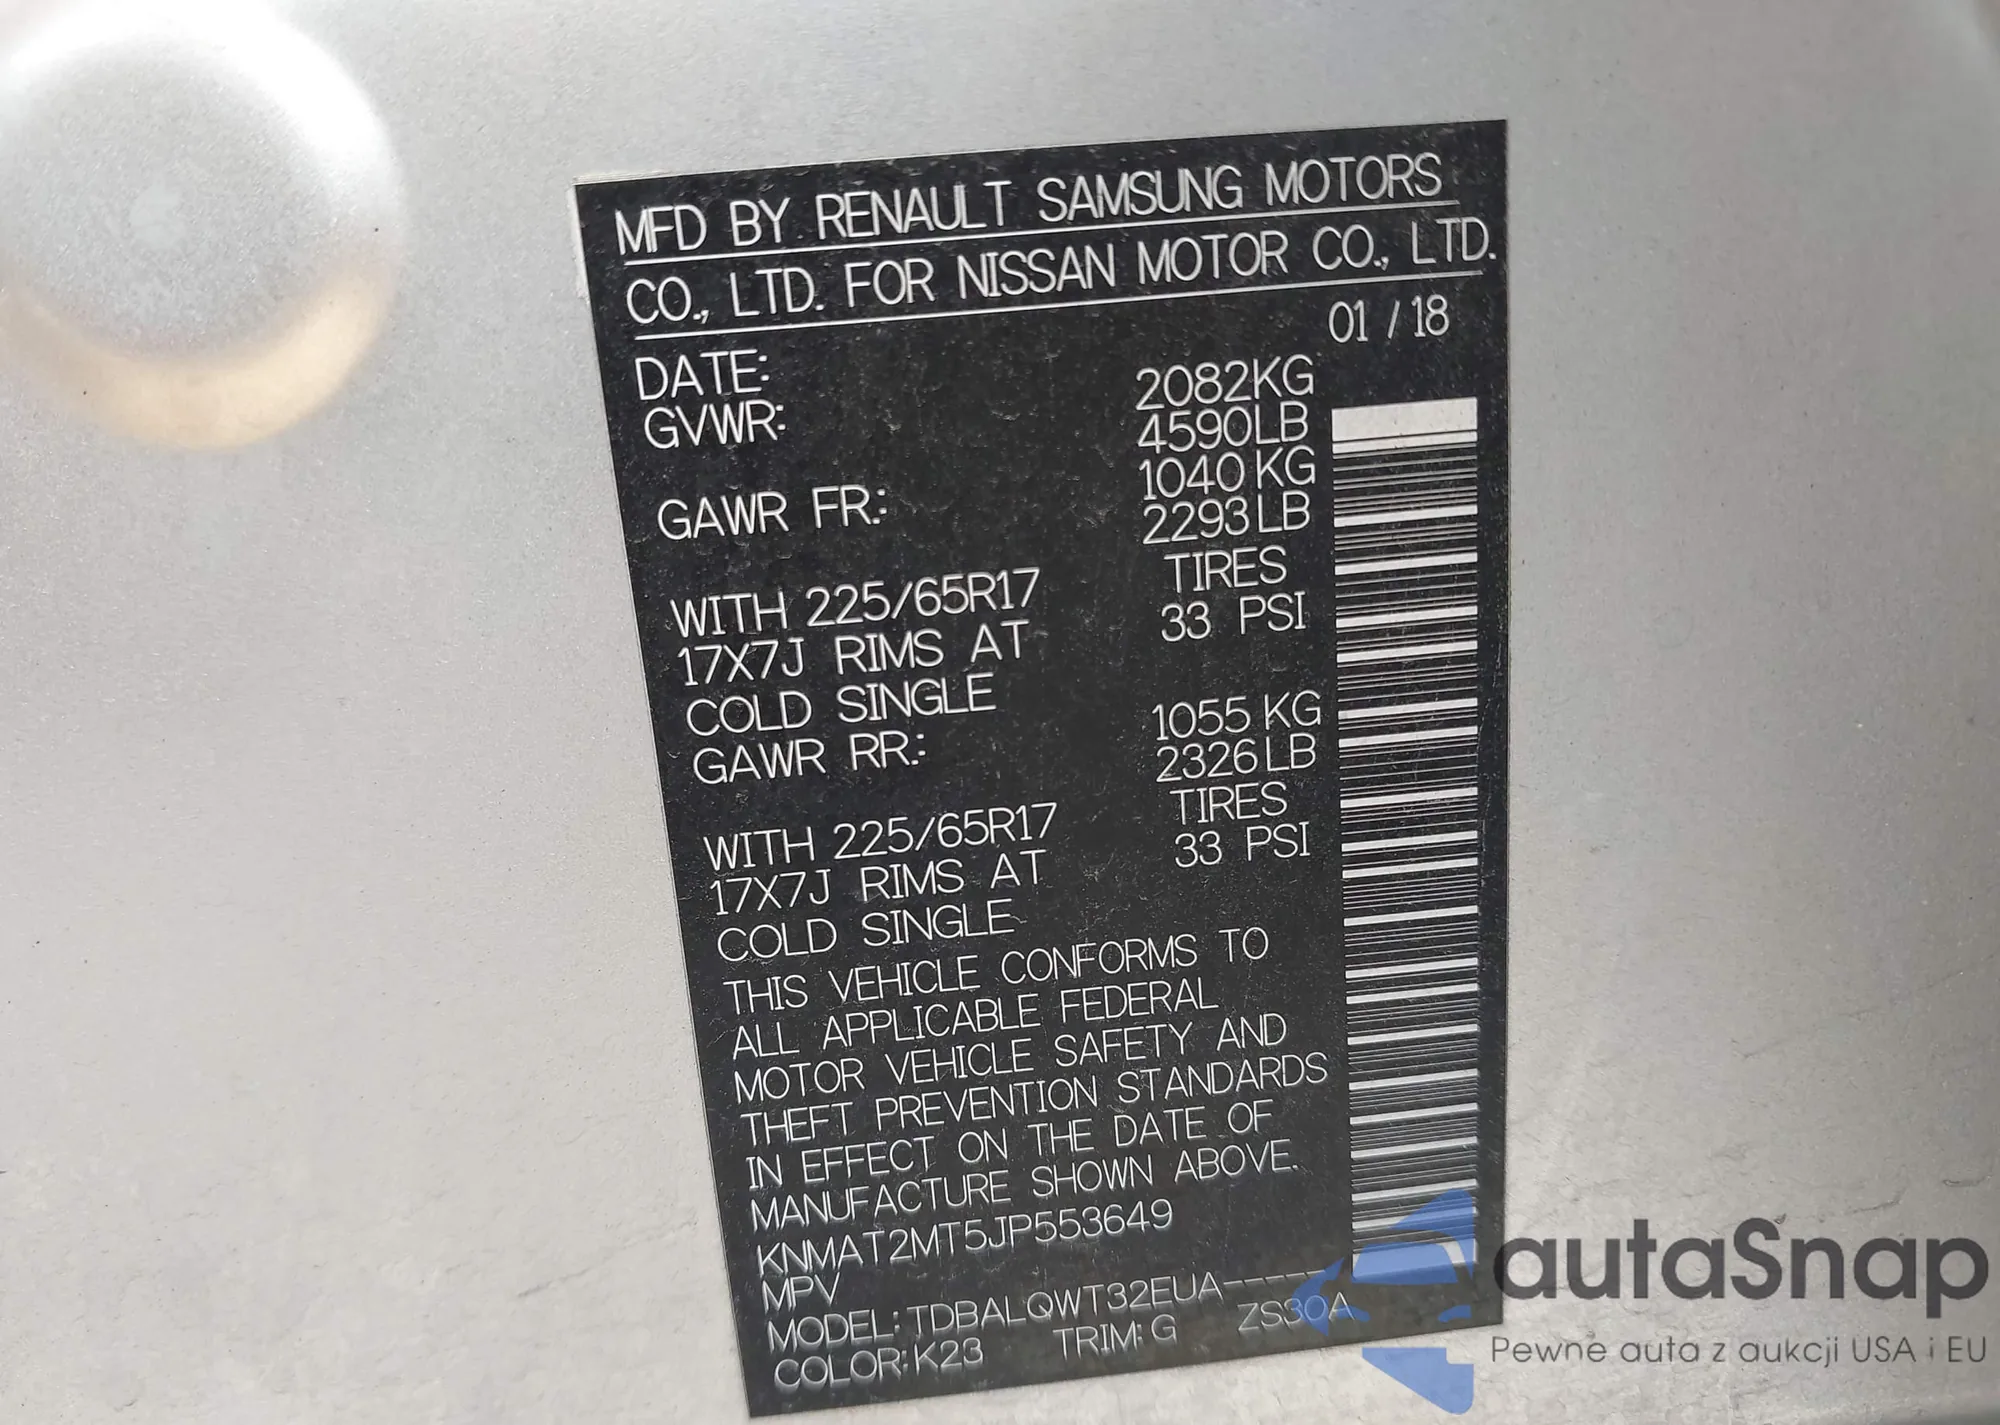 MFD BY RENAULT SAMSUNG MOTORS
CO., LTD. FOR NISSAN MOTOR CO., LTD.
DATE: 01 / 18
GVWR: 2082KG
4590LB
GAWR FR.: 1040 KG
2293LB
WITH 225/65R17 TIRES
17X7J RIMS AT 33 PSI
COLD SINGLE
GAWR RR.: 1055 KG
2326LB
WITH 225/65R17 TIRES
17X7J RIMS AT 33 PSI
COLD SINGLE
THIS VEHICLE CONFORMS TO
ALL APPLICABLE FEDERAL
MOTOR VEHICLE SAFETY AND
THEFT PREVENTION STANDARDS
IN EFFECT ON THE DATE OF
MANUFACTURE SHOWN ABOVE.
KNMAT2MT5JP553649
MPV
MODEL: TDBALQWT32EUA-----
COLOR: K23 TRIM: G ZS30A
autaSnap
Pewne auta z aukcji USA i EU